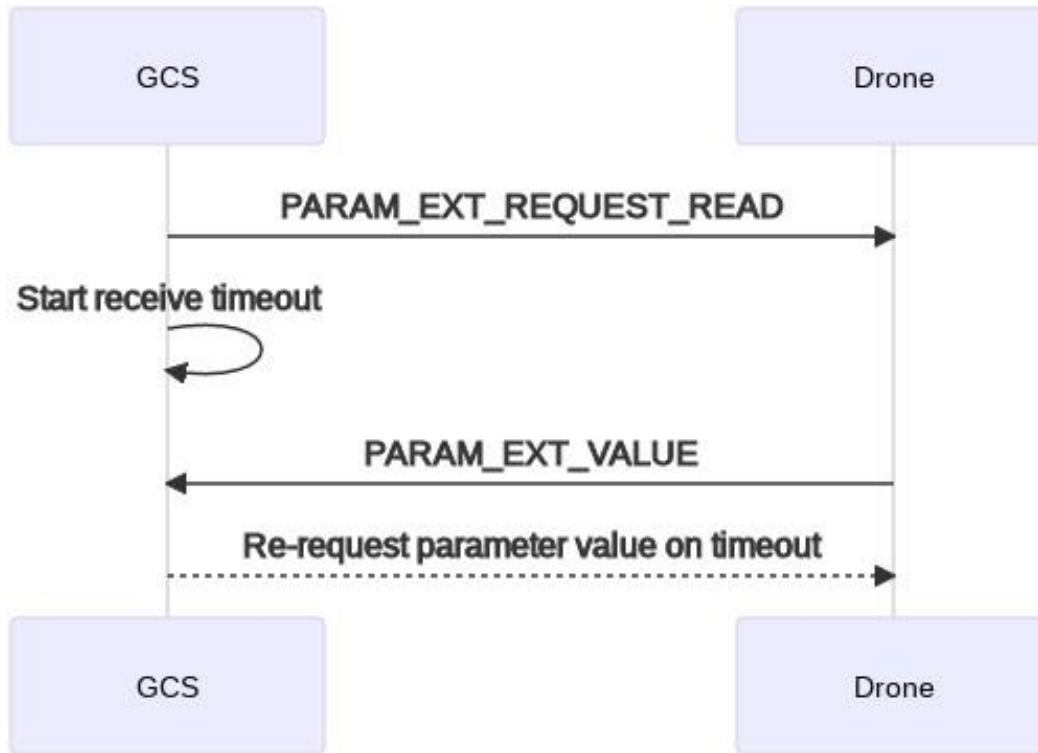 GCS
Drone
PARAM_EXT_REQUEST_READ
Start receive timeout
PARAM_EXT_VALUE
Re-request parameter value on timeout
GCS
Drone